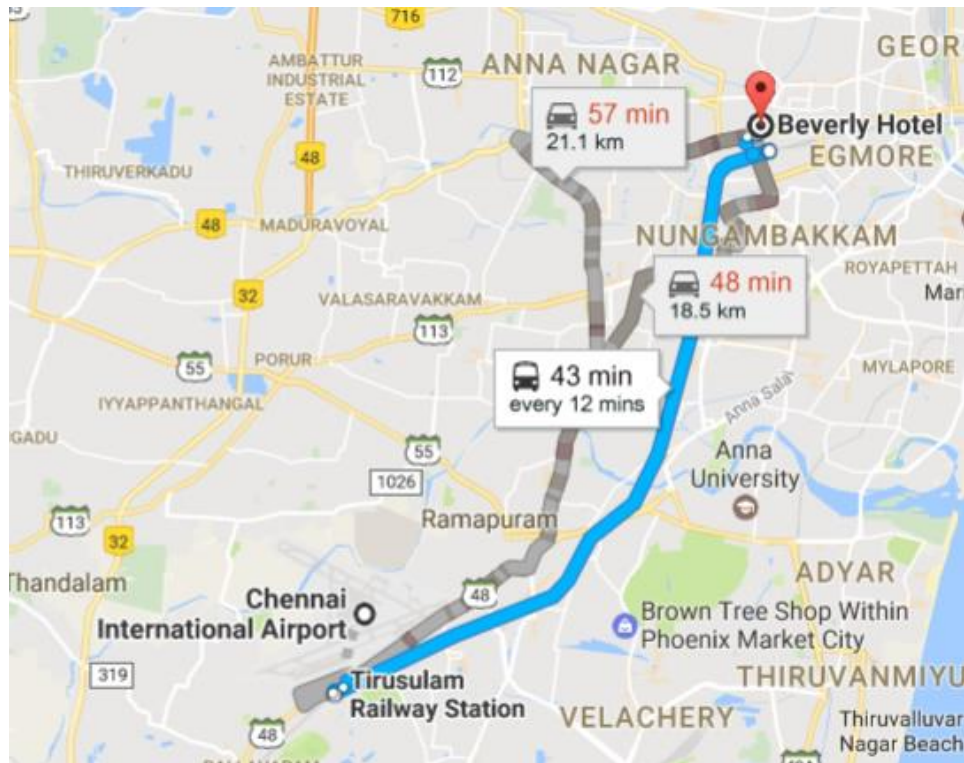 716
GEOR
AMBATTUR
INDUSTRIAL
ESTATE
112
ANNA NAGAR
57 min
21.1 km
Beverly Hotel
EGMORE
48
THIRUVERKADU
48
MADURAVOYAL
NUNGAMBAKKAM
ROYAPETTAH
Mar
32
VALASARAVAKKAM
113
48 min
18.5 km
PORUR
55
43 min
every 12 mins
MYLAPORE
IYYAPPANTHANGAL
Anna Salai
GADU
55
1026
Anna
University
113
32
Ramapuram
Thandalam
48
ADYAR
Chennai
International Airport
Brown Tree Shop Within
Phoenix Market City
319
Tirusulam
Railway Station
THIRUVANMIYU
VELACHERY
48
Thiruvalluvar
Nagar Beach